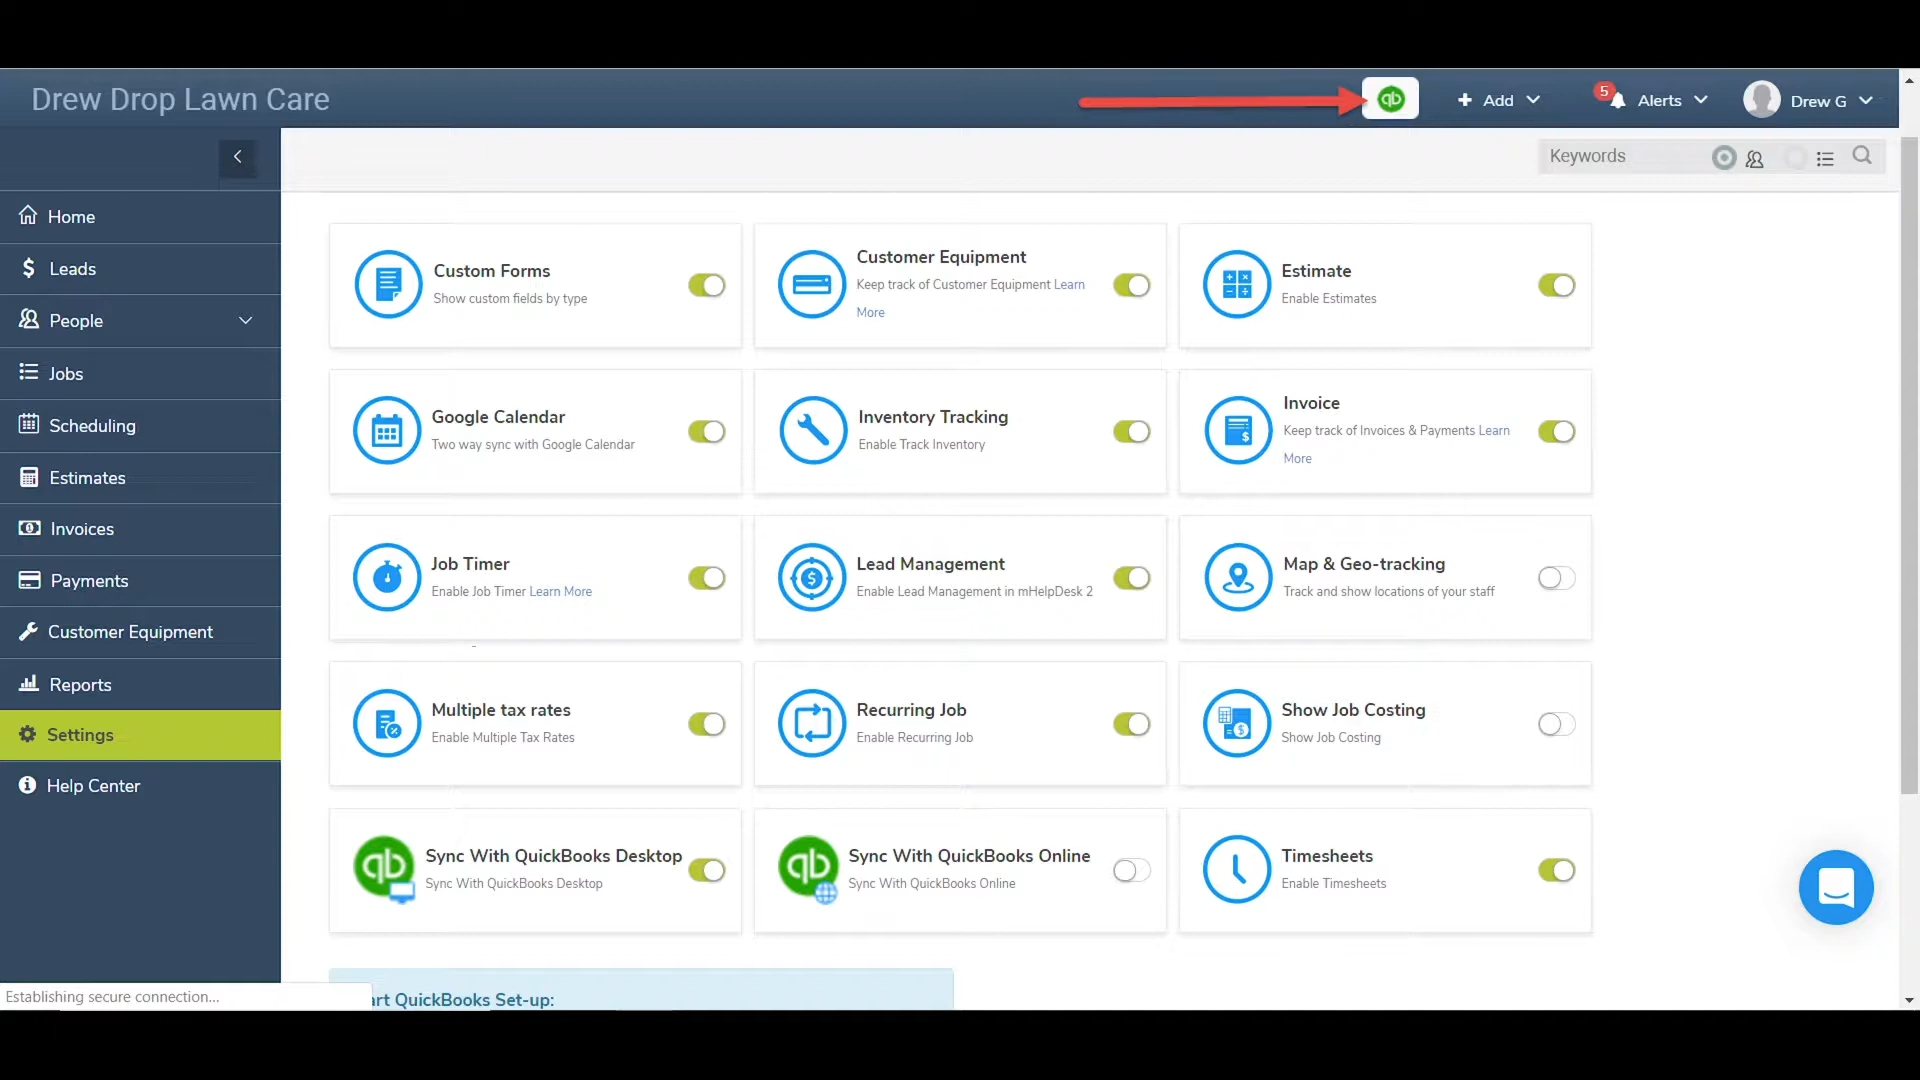 Drew Drop Lawn Care
qb
Add
5
Alerts
Drew G
Keywords
Home
Leads
People
Jobs
Scheduling
Estimates
Invoices
Payments
Customer Equipment
Reports
Settings
Help Center
Custom Forms
Show custom fields by type
Customer Equipment
Keep track of Customer Equipment Learn
More
Estimate
Enable Estimates
Google Calendar
Two way sync with Google Calendar
Inventory Tracking
Enable Track Inventory
Invoice
Keep track of Invoices & Payments Learn
More
Job Timer
Enable Job Timer Learn More
Lead Management
Enable Lead Management in mHelpDesk 2
Map & Geo-tracking
Track and show locations of your staff
Multiple tax rates
Enable Multiple Tax Rates
Recurring Job
Enable Recurring Job
Show Job Costing
Show Job Costing
qb
Sync With QuickBooks Desktop
Sync With QuickBooks Desktop
qb
Sync With QuickBooks Online
Sync With QuickBooks Online
Timesheets
Enable Timesheets
Establishing secure connection...
art QuickBooks Set-up: